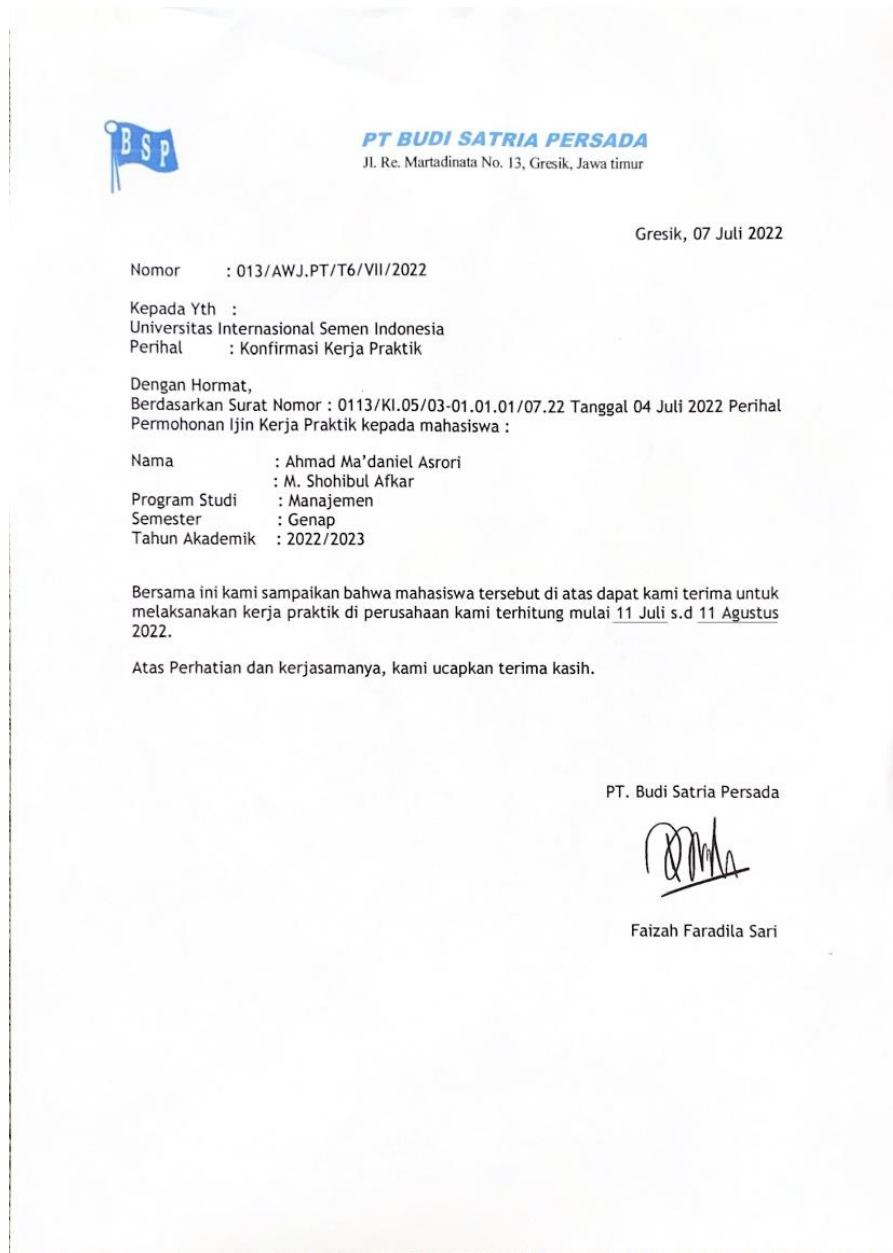 BSP
PT BUDI SATRIA PERSADA
Jl. Re. Martadinata No. 13, Gresik, Jawa timur
Gresik, 07 Juli 2022
Nomor : 013/AWJ.PT/T6/VII/2022
Kepada Yth :
Universitas Internasional Semen Indonesia
Perihal : Konfirmasi Kerja Praktik
Dengan Hormat,
Berdasarkan Surat Nomor : 0113/KI.05/03-01.01.01/07.22 Tanggal 04 Juli 2022 Perihal
Permohonan Ijin Kerja Praktik kepada mahasiswa :
Nama : Ahmad Ma'daniel Asrori
: M. Shohibul Afkar
Program Studi : Manajemen
Semester : Genap
Tahun Akademik : 2022/2023
Bersama ini kami sampaikan bahwa mahasiswa tersebut di atas dapat kami terima untuk
melaksanakan kerja praktik di perusahaan kami terhitung mulai 11 Juli s.d 11 Agustus
2022.
Atas Perhatian dan kerjasamanya, kami ucapkan terima kasih.
PT. Budi Satria Persada
Faizah Faradila Sari